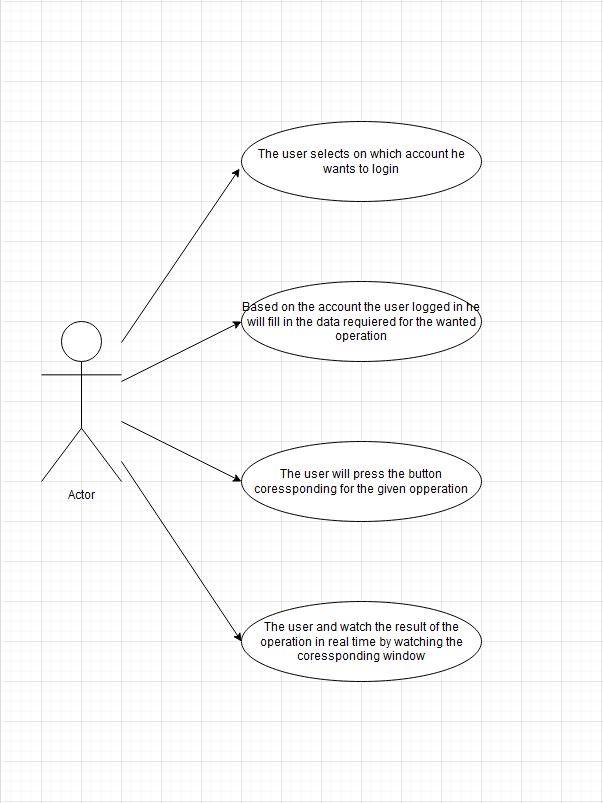 The user selects on which account he
wants to login
Based on the account the user logged in he
will fill in the data requiered for the wanted
operation
The user will press the button
coressponding for the given opperation
Actor
The user and watch the result of the
operation in real time by watching the
coressponding window